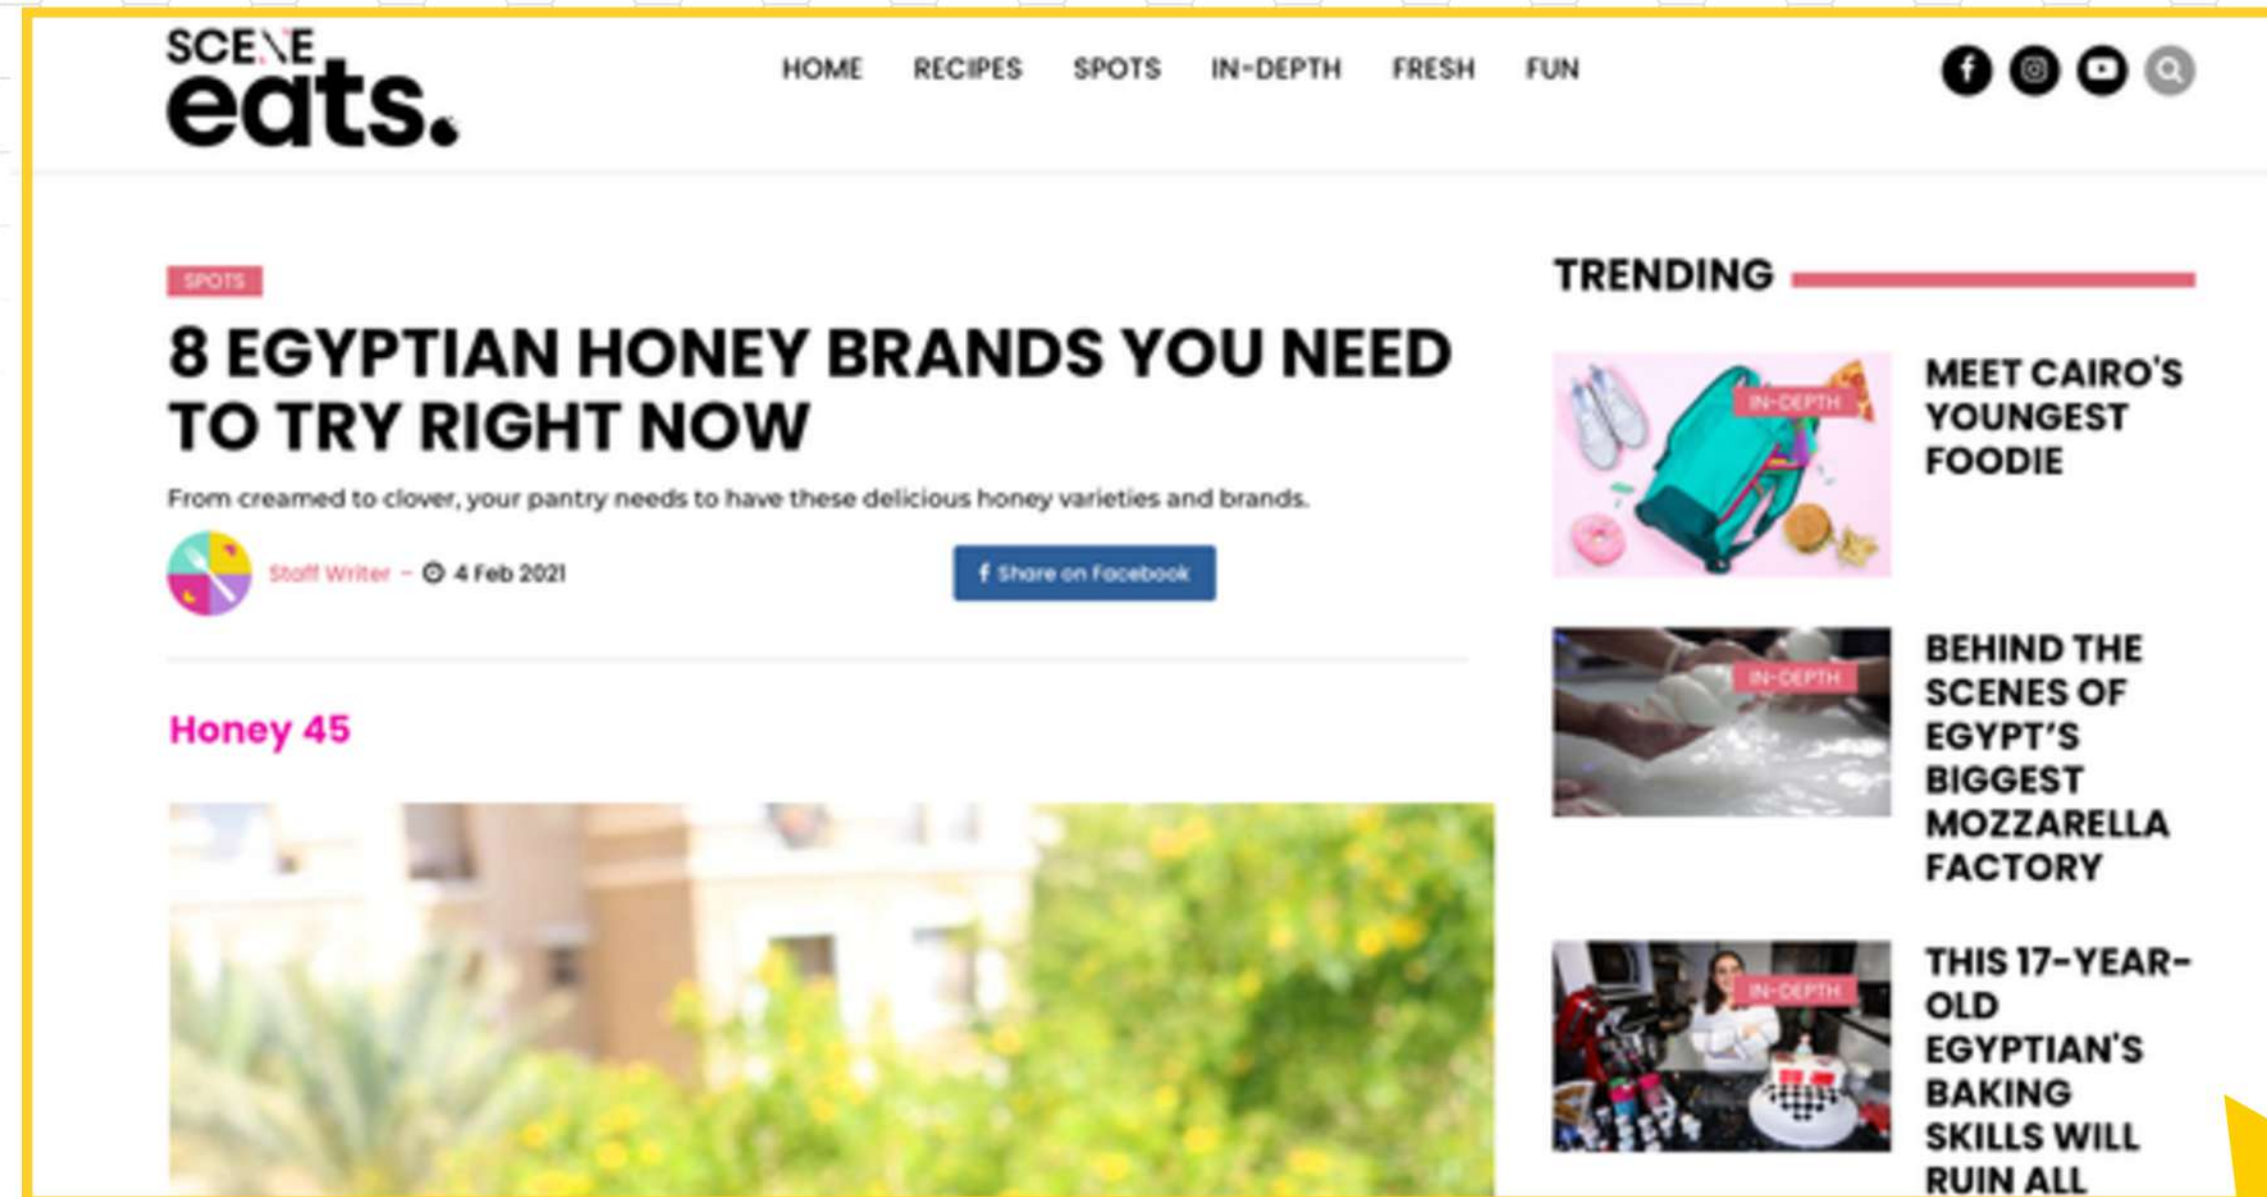 SCENE
eats.
HOME RECIPES SPOTS IN-DEPTH FRESH FUN
SPOTS
8 EGYPTIAN HONEY BRANDS YOU NEED
TO TRY RIGHT NOW
From creamed to clover, your pantry needs to have these delicious honey varieties and brands.
Staff Writer - 4 Feb 2021
f Share on Facebook
Honey 45
TRENDING
IN-DEPTH
MEET CAIRO'S
YOUNGEST
FOODIE
IN-DEPTH
BEHIND THE
SCENES OF
EGYPT'S
BIGGEST
MOZZARELLA
FACTORY
IN-DEPTH
THIS 17-YEAR-
OLD
EGYPTIAN'S
BAKING
SKILLS WILL
RUIN ALL